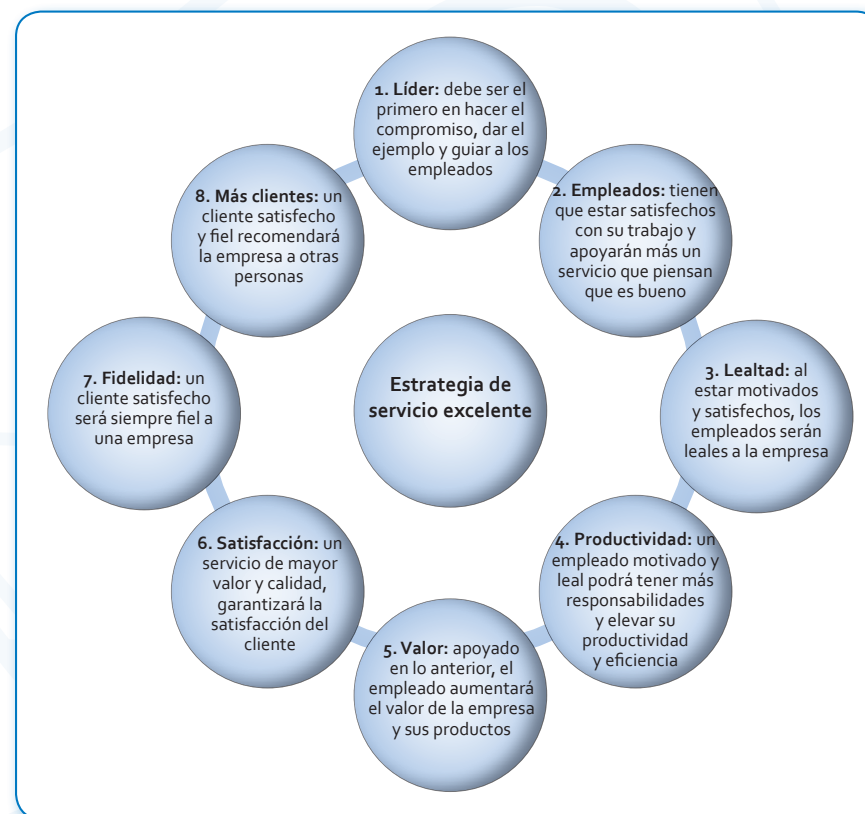 1. Líder: debe ser el
primero en hacer el
compromiso, dar el
ejemplo y guiar a los
empleados
2. Empleados: tienen
que estar satisfechos
con su trabajo y
apoyarán más un
servicio que piensan
que es bueno
3. Lealtad: al
estar motivados
y satisfechos, los
empleados serán
leales a la empresa
4. Productividad: un
empleado motivado y
leal podrá tener más
responsabilidades
y elevar su
productividad
y eficiencia
5. Valor: apoyado
en lo anterior, el
empleado aumentará
el valor de la empresa
y sus productos
6. Satisfacción: un
servicio de mayor
valor y calidad,
garantizará la
satisfacción del
cliente
7. Fidelidad: un
cliente satisfecho
será siempre fiel a
una empresa
8. Más clientes: un
cliente satisfecho
y fiel recomendará
la empresa a otras
personas
Estrategia de
servicio excelente